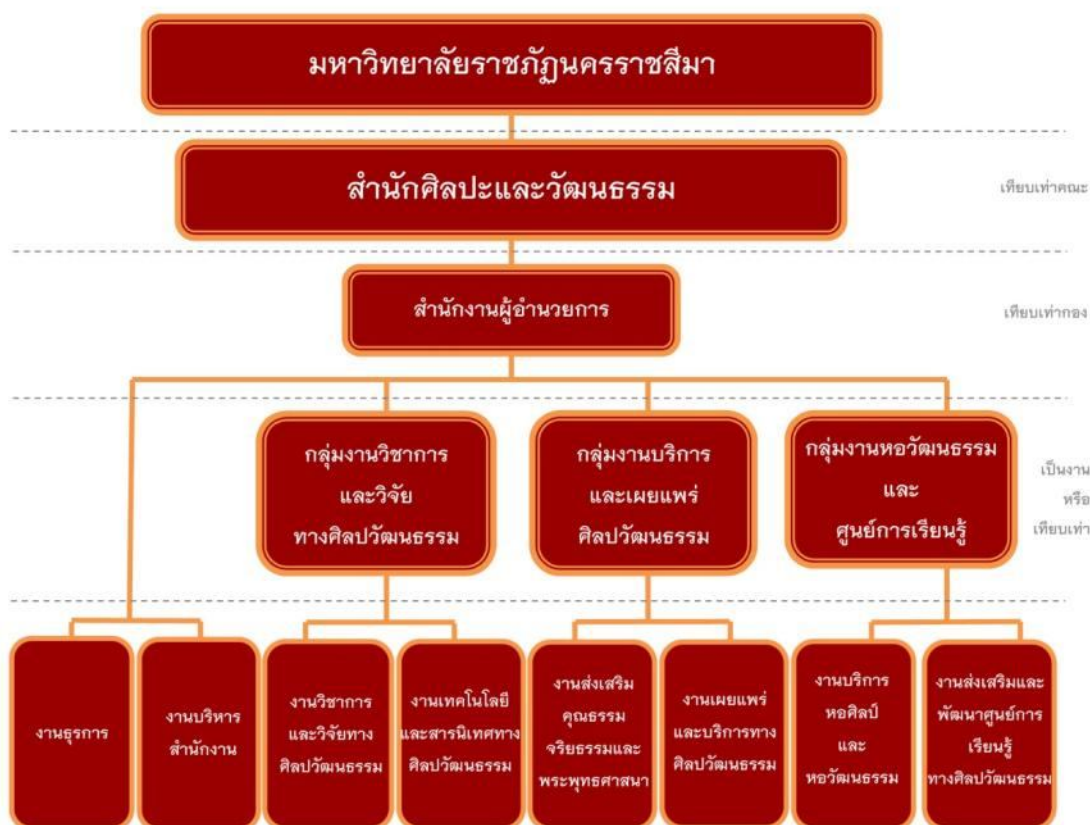 มหาวิทยาลัยราชภัฏนครราชสีมา
สำนักศิลปะและวัฒนธรรม
เทียบเท่าคณะ
สำนักงานผู้อำนวยการ
เทียบเท่ากอง
กลุ่มงานวิชาการ
และวิจัย
ทางศิลปวัฒนธรรม
กลุ่มงานบริการ
และเผยแพร่
ศิลปวัฒนธรรม
กลุ่มงานหอวัฒนธรรม
และ
ศูนย์การเรียนรู้
เป็นงาน
หรือ
เทียบเท่า
งานธุรการ
งานบริหาร
สำนักงาน
งานวิชาการ
และวิจัยทาง
ศิลปวัฒนธรรม
งานเทคโนโลยี
และสารนิเทศทาง
ศิลปวัฒนธรรม
งานส่งเสริม
คุณธรรม
จริยธรรมและ
พระพุทธศาสนา
งานเผยแพร่
และบริการทาง
ศิลปวัฒนธรรม
งานบริการ
หอศิลป์
และ
หอวัฒนธรรม
งานส่งเสริมและ
พัฒนาศูนย์การ
เรียนรู้
ทางศิลปวัฒนธรรม